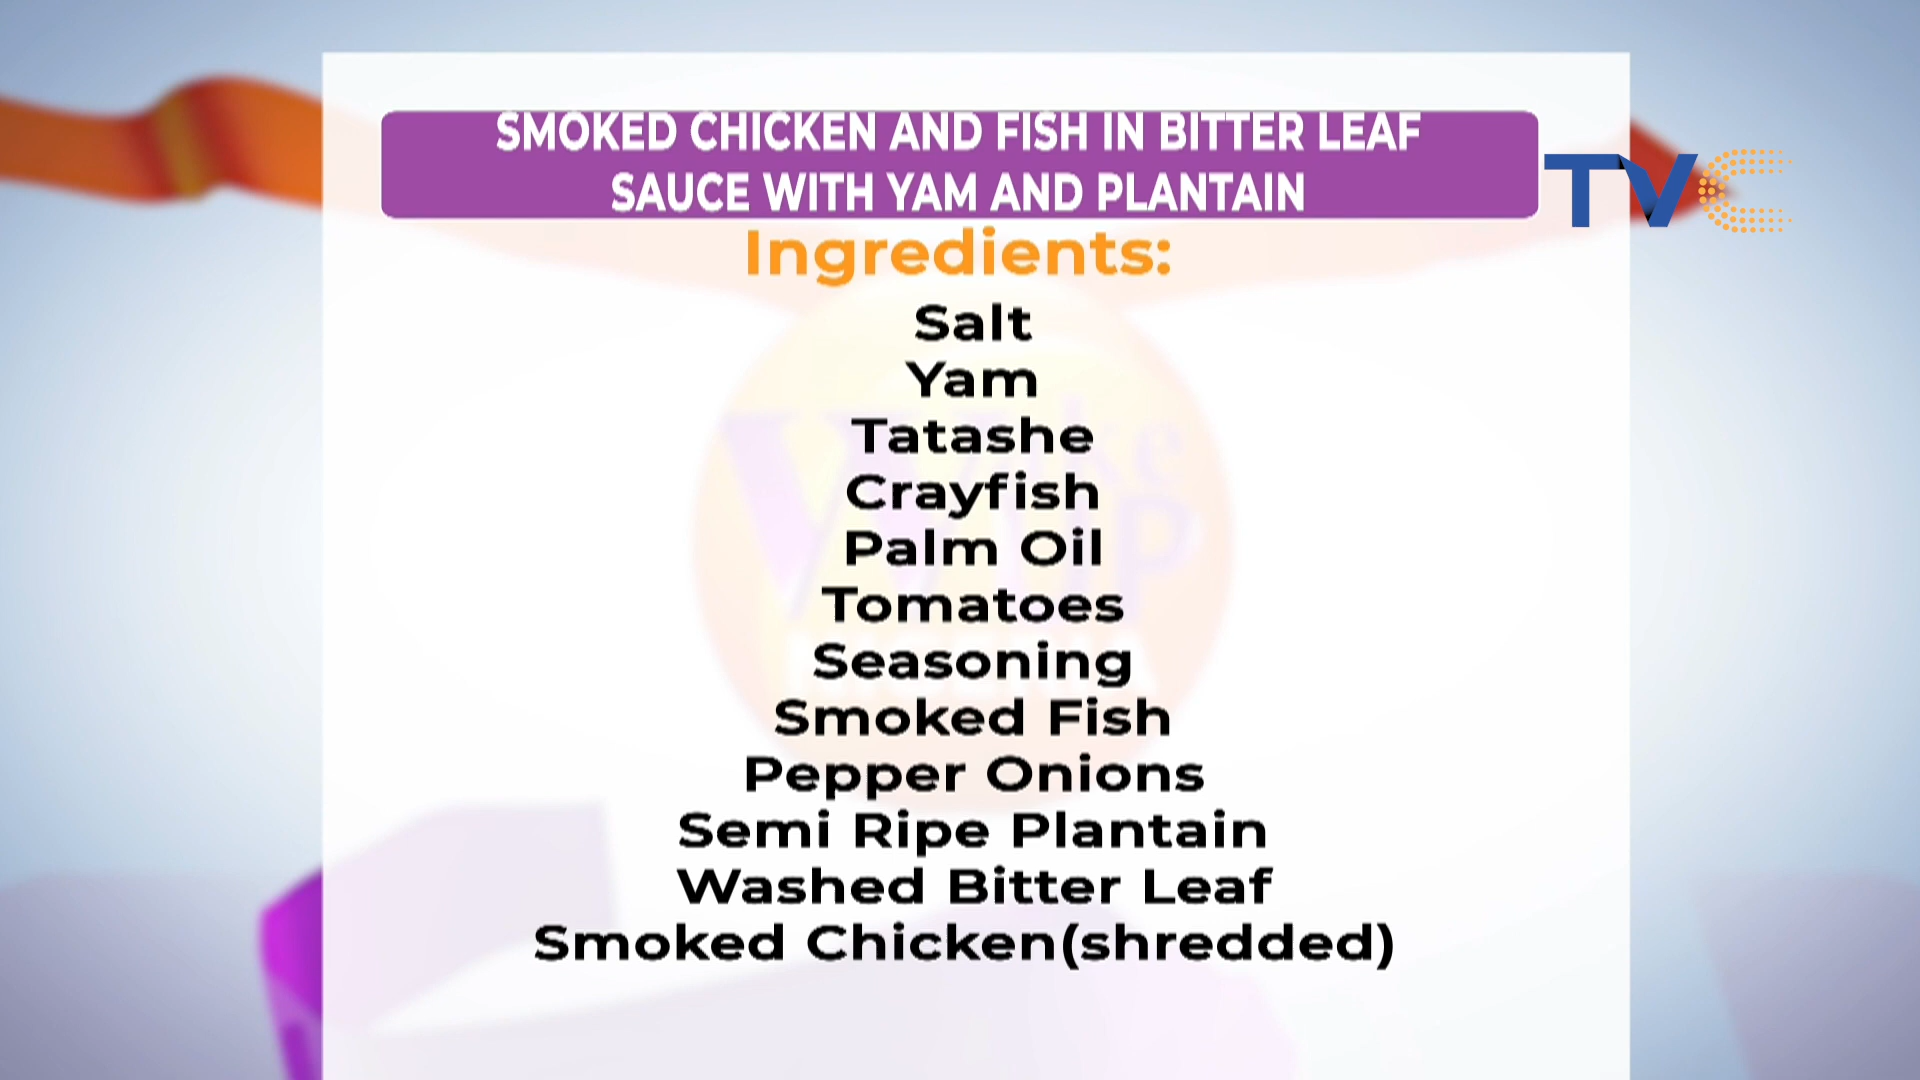 SMOKED CHICKEN AND FISH IN BITTER LEAF
SAUCE WITH YAM AND PLANTAIN
TVC
Ingredients:
Salt
Yam
Tatashe
Crayfish
Palm Oil
Tomatoes
Seasoning
Smoked Fish
Pepper Onions
Semi Ripe Plantain
Washed Bitter Leaf
Smoked Chicken(shredded)